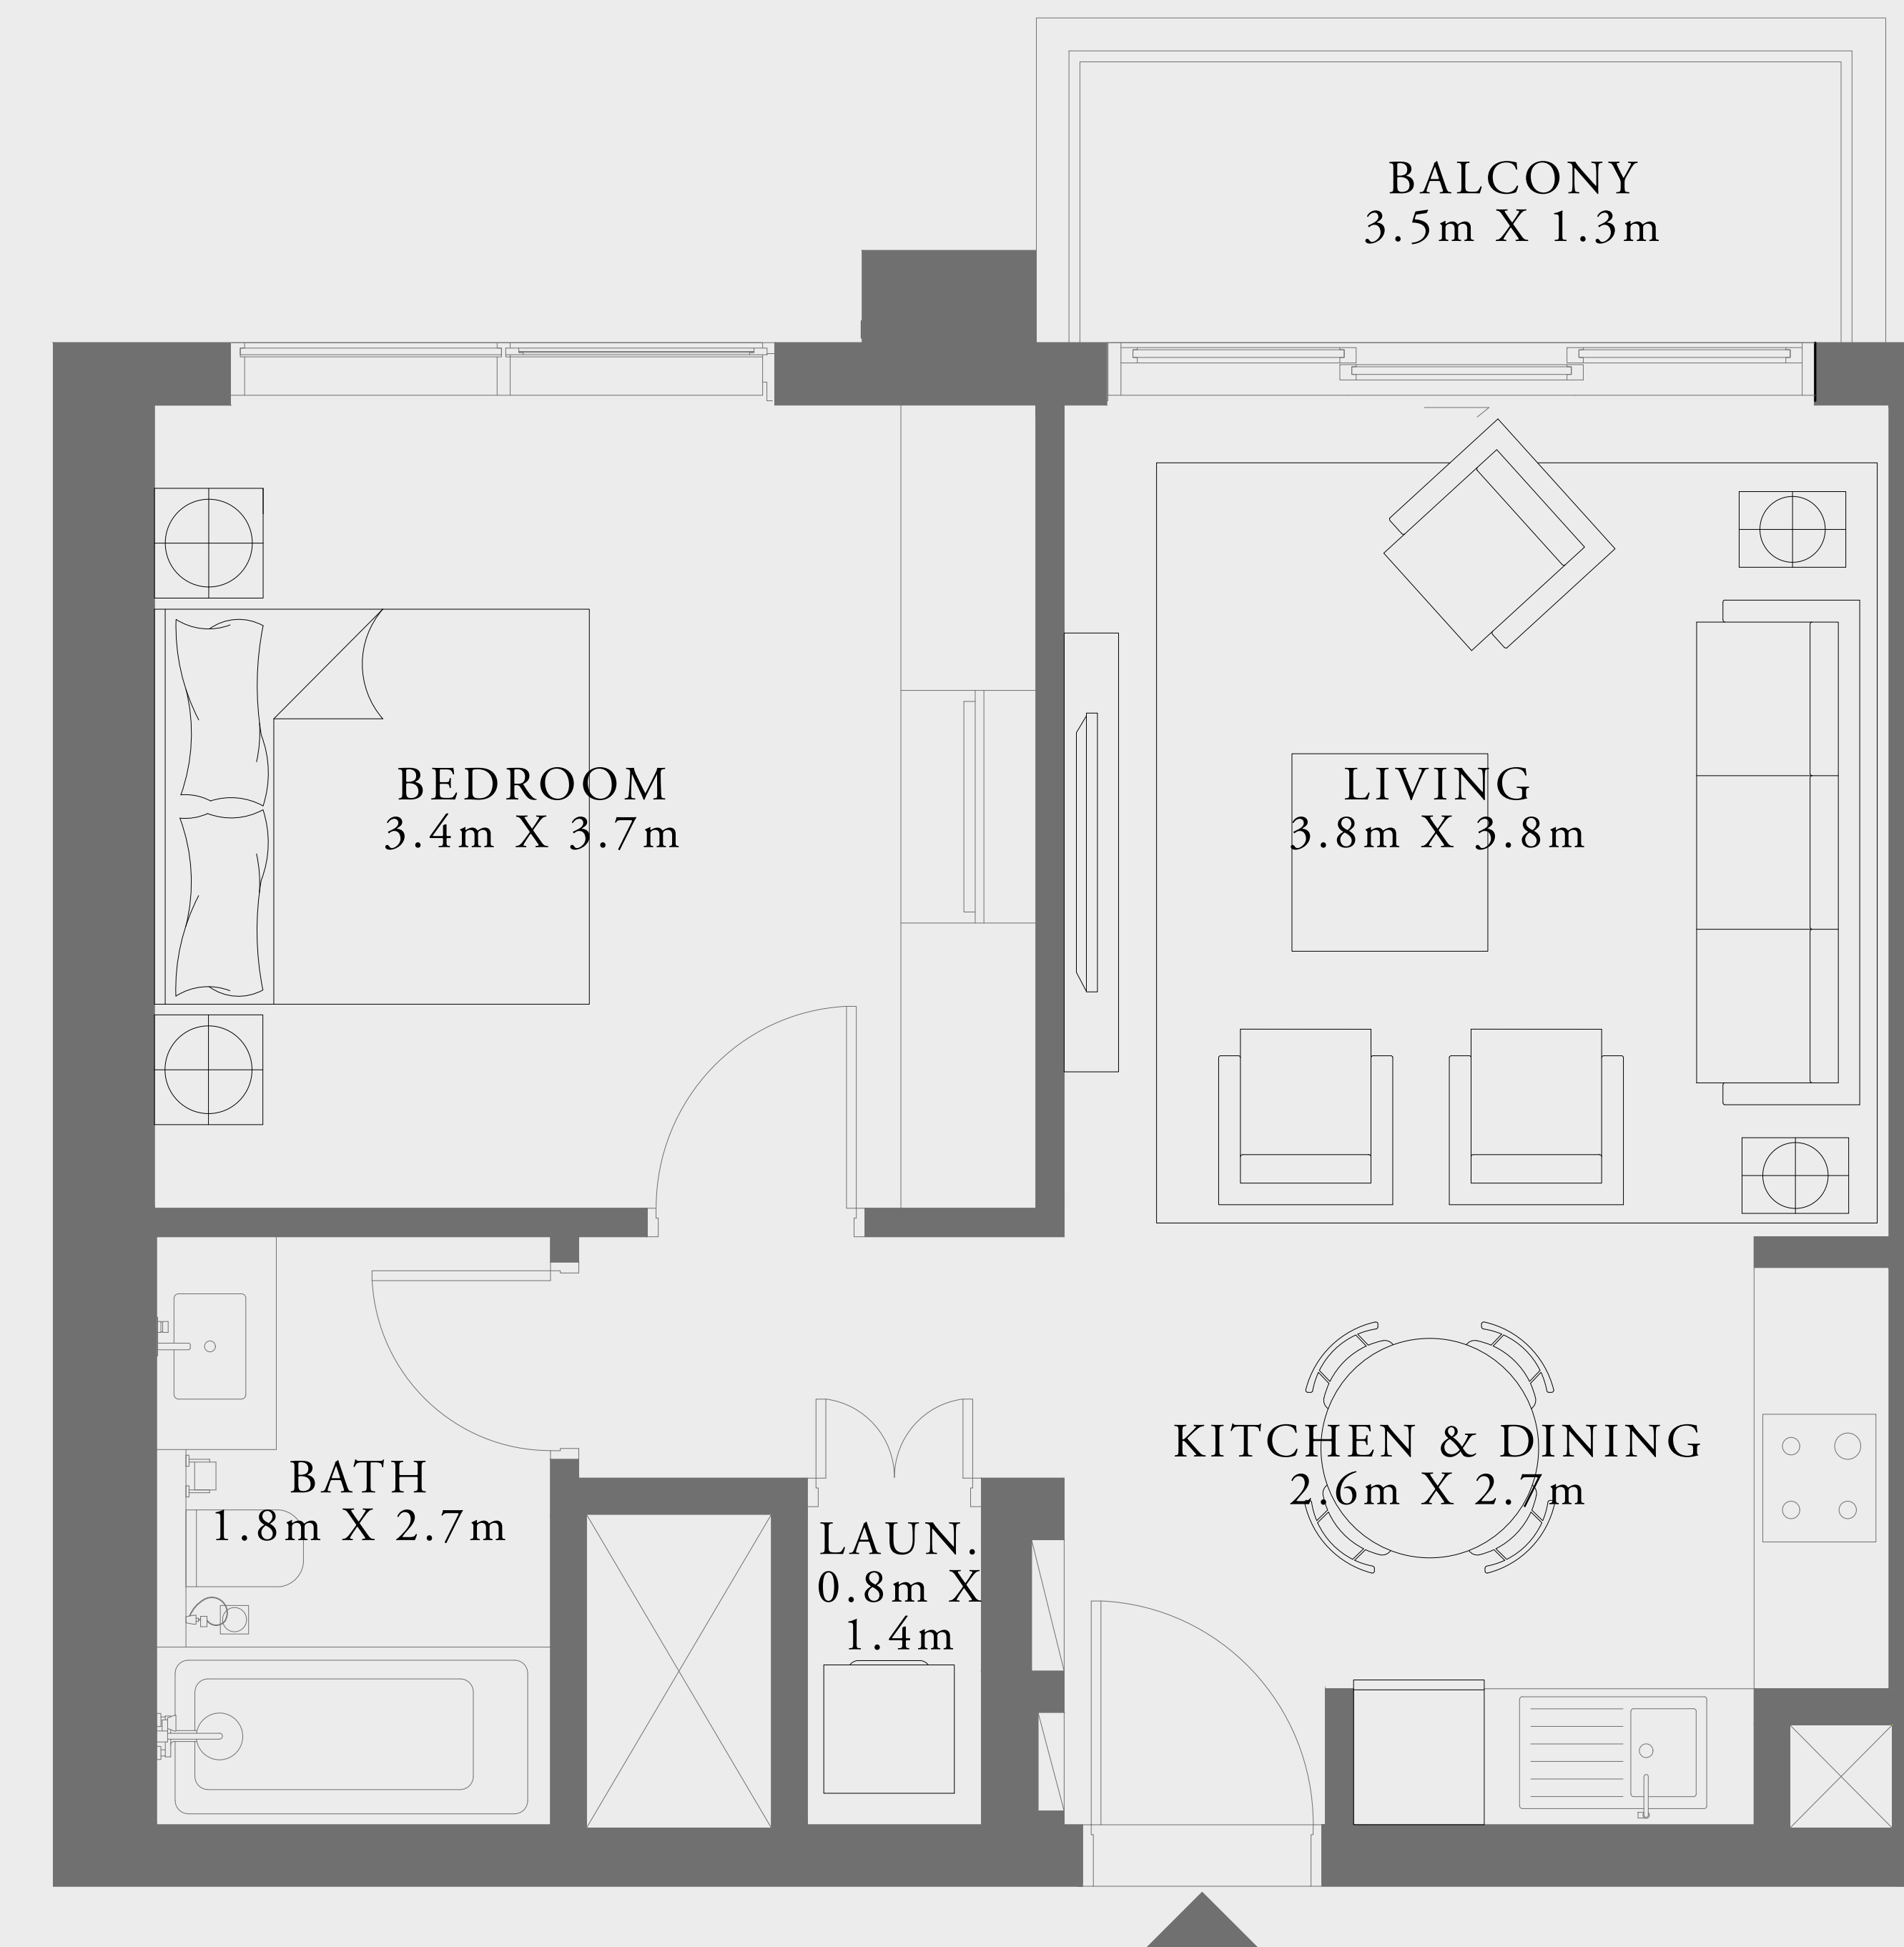 BALCONY
3.5m X 1.3m
BEDROOM
3.4m X 3.7m
LIVING
3.8m X 3.8m
KITCHEN & DINING
2.6m X 2.7m
BATH
1.8m X 2.7m
LAUN.
0.8m X
1.4m